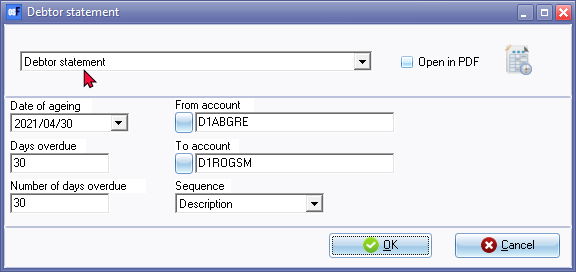 Debtor statement
Debtor statement
Open in PDF
Date of ageing
From account
2021/04/30
D1ABGRE
Days overdue
To account
30
D1ROGSM
Number of days overdue
Sequence
30
Description
OK
Cancel